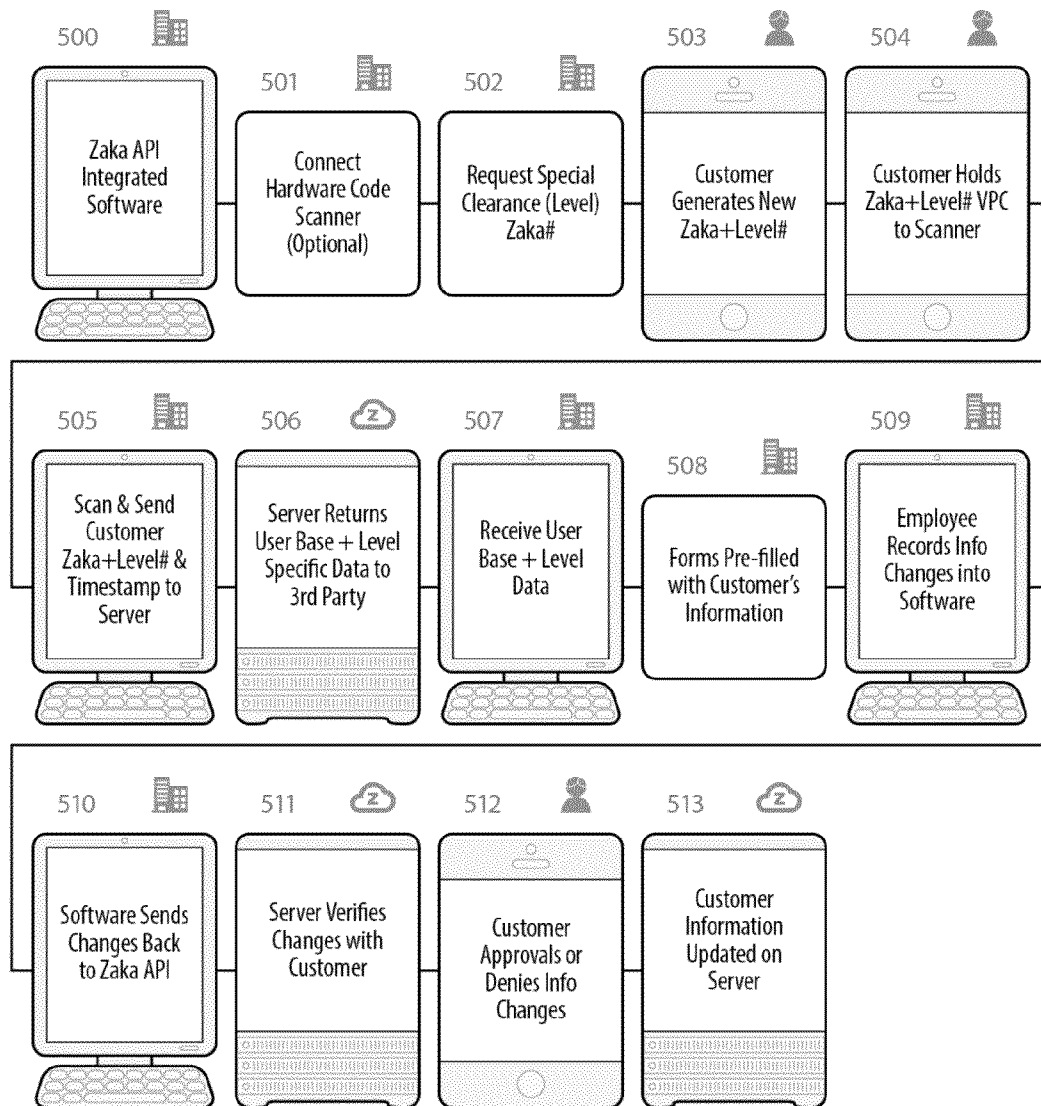 500
Zaka API
Integrated
Software
501
Connect
Hardware Code
Scanner
(Optional)
502
Request Special
Clearance (Level)
Zaka#
503
Customer
Generates New
Zaka+Level#
504
Customer Holds
Zaka+Level# VPC
to Scanner
505
Scan & Send
Customer
Zaka+Level# &
Timestamp to
Server
506
Z
Server Returns
User Base + Level
Specific Data to
3rd Party
507
Receive User
Base + Level
Data
508
Forms Pre-filled
with Customer's
Information
509
Employee
Records Info
Changes into
Software
510
Software Sends
Changes Back
to Zaka API
511
Z
Server Verifies
Changes with
Customer
512
Customer
Approvals or
Denies Info
Changes
513
Z
Customer
Information
Updated on
Server